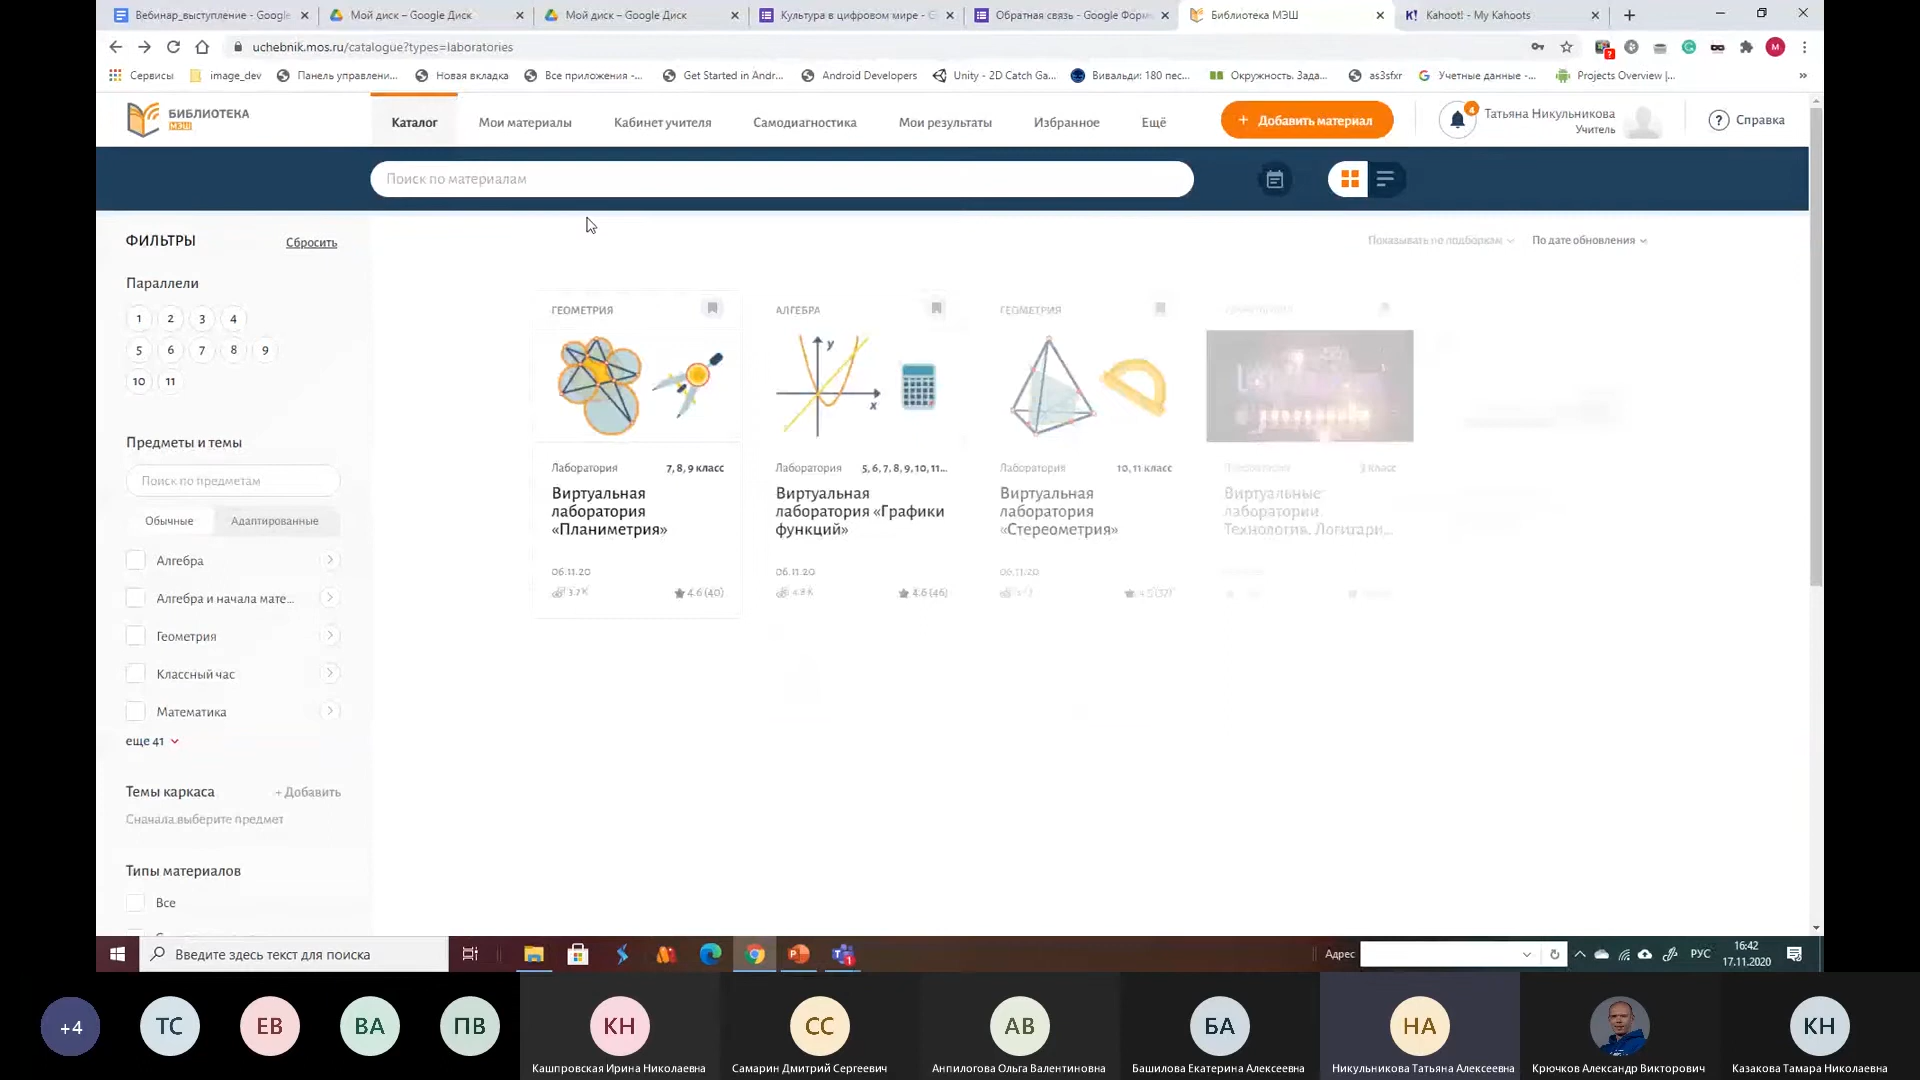 Вебинар_выступление - Google
Мой диск – Google Диск
Мой диск – Google Диск
Культура в цифровом мире - G
Обратная связь - Google Форм
Библиотека МЭШ
Kahoot! - My Kahoots
uchebnik.mos.ru/catalogue?types=laboratories
Сервисы
image_dev
Панель управлени...
Новая вкладка
Все приложения -...
Get Started in Andr...
Android Developers
Unity - 2D Catch Ga...
Вивальди: 180 пес...
Окружность. Зада...
as3sfxr
Учетные данные -...
Projects Overview |...
БИБЛИОТЕКА
МЭШ
Каталог
Мои материалы
Кабинет учителя
Самодиагностика
Мои результаты
Избранное
Ещё
+ Добавить материал
4
Татьяна Никульникова
Учитель
? Справка
Поиск по материалам
ФИЛЬТРЫ
Сбросить
Показывать по подборкам
По дате обновления
Параллели
1 2 3 4
5 6 7 8 9
10 11
Предметы и темы
Поиск по предметам
Обычные
Адаптированные
Алгебра
Алгебра и начала мате...
Геометрия
Классный час
Математика
еще 41
Темы каркаса
+ Добавить
Сначала выберите предмет
Типы материалов
Все
ГЕОМЕТРИЯ
Лаборатория
7, 8, 9 класс
Виртуальная
лаборатория
«Планиметрия»
06.11.20
3.7 K
4.6 (40)
АЛГЕБРА
y
x
Лаборатория
5, 6, 7, 8, 9, 10, 11...
Виртуальная
лаборатория «Графики
функций»
06.11.20
4.8 K
4.6 (46)
ГЕОМЕТРИЯ
Лаборатория
10, 11 класс
Виртуальная
лаборатория
«Стереометрия»
06.11.20
Лаборатория
Виртуальные
лаборатории.
Технология.
Введите здесь текст для поиска
Адрес
РУС
16:42
17.11.2020
+4
ТС
ЕВ
ВА
ПВ
КН
Кашпровская Ирина Николаевна
СС
Самарин Дмитрий Сергеевич
АВ
Анпилогова Ольга Валентиновна
БА
Башилова Екатерина Алексеевна
НА
Никульникова Татьяна Алексеевна
Крючков Александр Викторович
КН
Казакова Тамара Николаевна